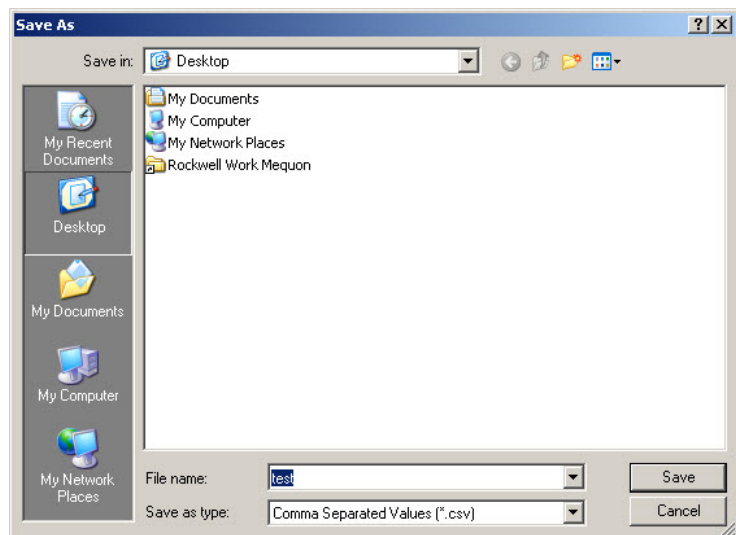 Save As
Save in:
Desktop
My Recent
Documents
Desktop
My Documents
My Computer
My Network
Places
My Documents
My Computer
My Network Places
Rockwell Work Mequon
File name:
test
Save
Save as type:
Comma Separated Values (*.csv)
Cancel